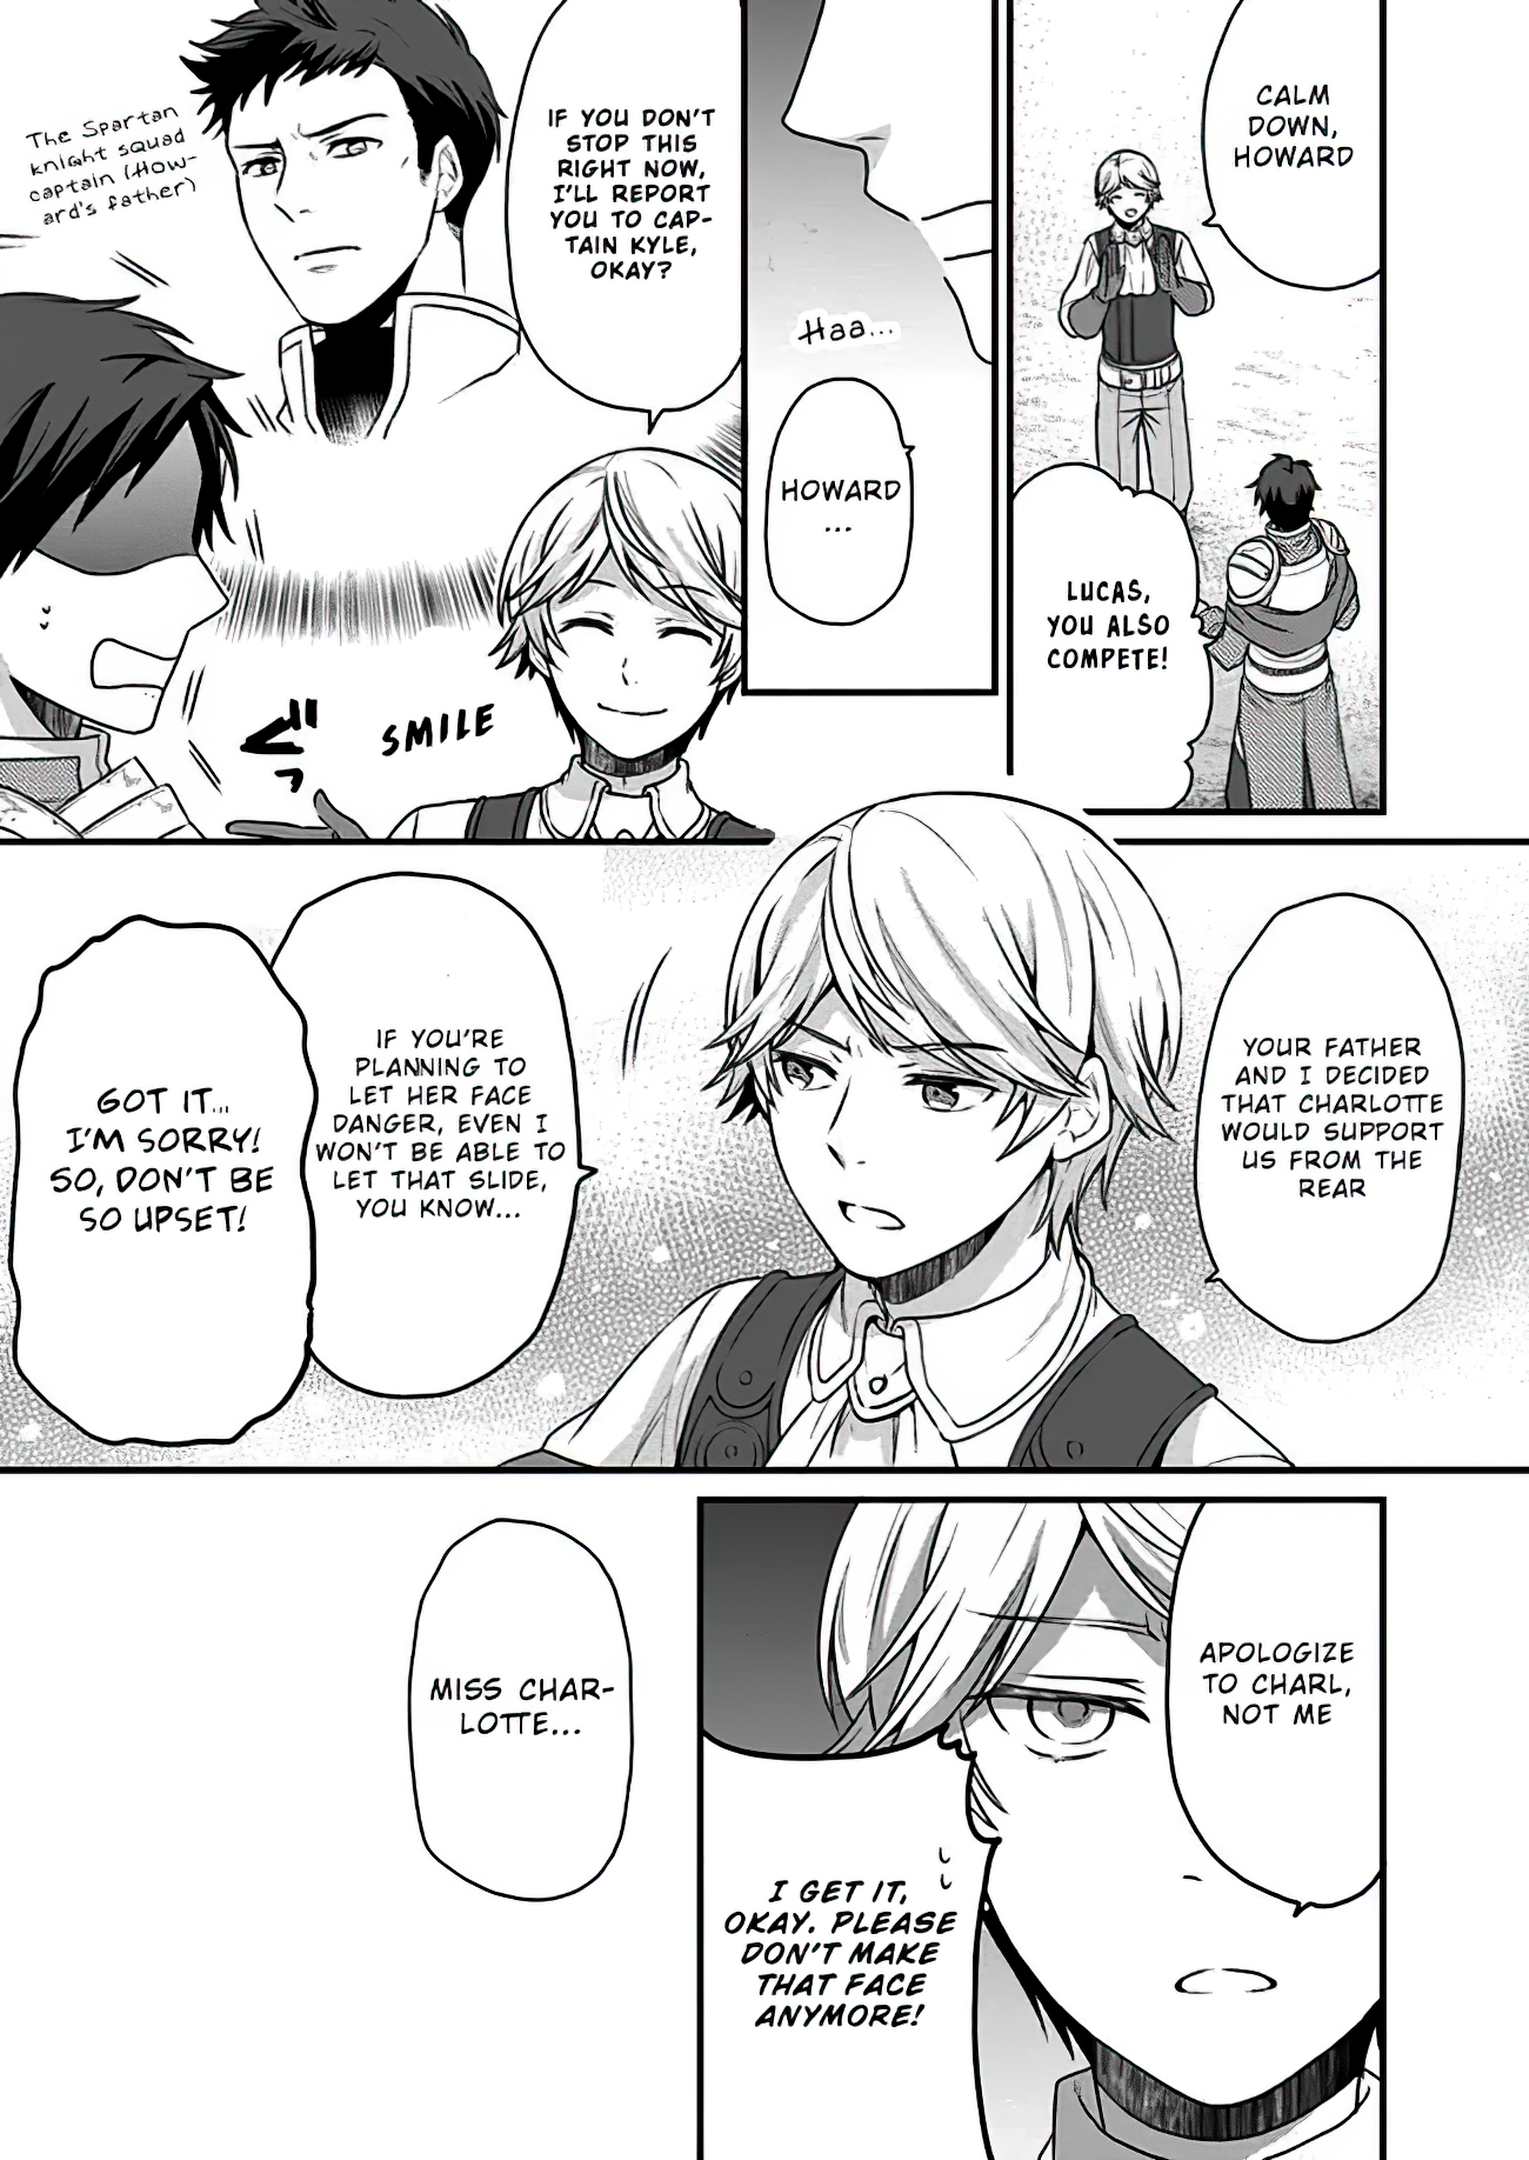 CALM
DOWN,
HOWARD
LUCAS,
YOU ALSO
COMPETE!
Haa...
HOWARD
...
IF YOU DON'T
STOP THIS
RIGHT NOW,
I'LL REPORT
YOU TO CAP-
TAIN KYLE,
OKAY?
The Spartan
knight squad
captain (How-
ard's father)
SMILE
YOUR FATHER
AND I DECIDED
THAT CHARLOTTE
WOULD SUPPORT
US FROM THE
REAR
IF YOU'RE
PLANNING TO
LET HER FACE
DANGER, EVEN I
WON'T BE ABLE TO
LET THAT SLIDE,
YOU KNOW...
GOT IT...
I'M SORRY!
SO, DON'T BE
SO UPSET!
APOLOGIZE
TO CHARL,
NOT ME
I GET IT,
OKAY. PLEASE
DON'T MAKE
THAT FACE
ANYMORE!
MISS CHAR-
LOTTE...